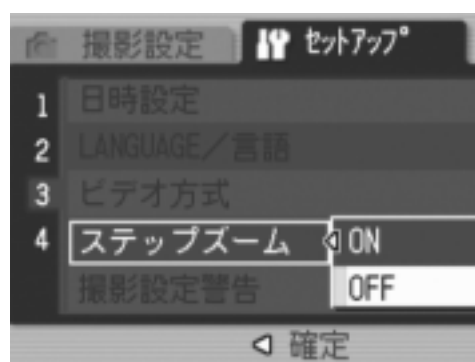 撮影設定 セットアップ
1 日時設定
2 LANGUAGE/言語
3 ビデオ方式
4 ステップズーム ON
撮影設定警告 OFF
確定